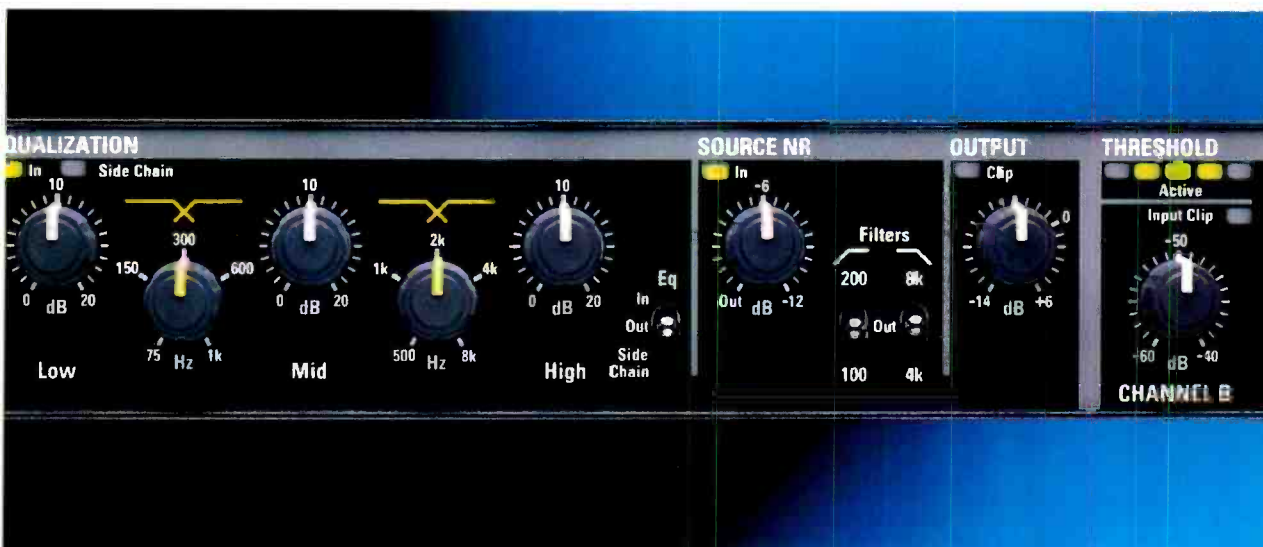 QUALIZATION
In Side Chain
10
0 dB 20
Low
300
150 600
75 Hz 1k
10
0 dB 20
Mid
2k
1k 4k
500 Hz 8k
10
0 dB 20
High
Eq
In
Out
Side
Chain
SOURCE NR
In
-6
Out dB -12
Filters
200 8k
Out
100 4k
OUTPUT
Clip
0
-14 dB +6
THRESHOLD
Active
Input Clip
-50
-60 dB -40
CHANNEL B